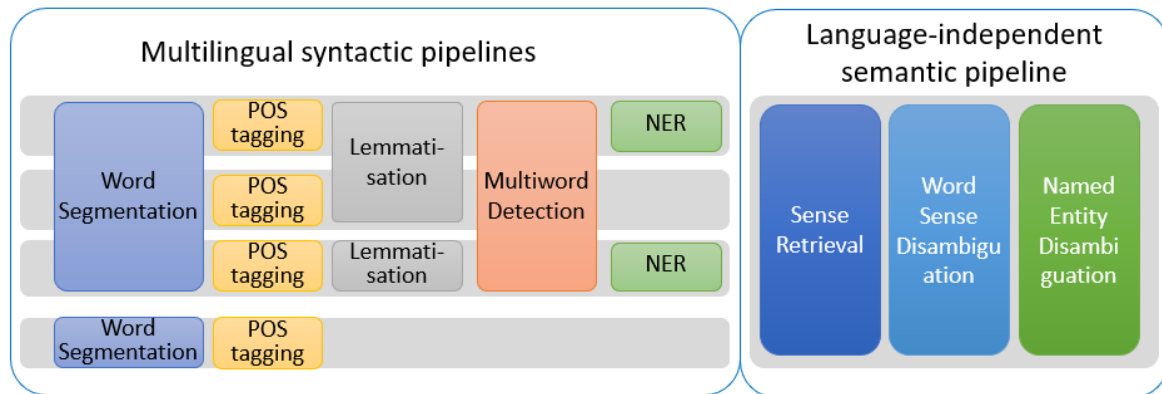 Multilingual syntactic pipelines
Word
Segmentation
POS
tagging
POS
tagging
POS
tagging
Lemmati-
sation
Lemmati-
sation
Multiword
Detection
NER
NER
Word
Segmentation
POS
tagging
Language-independent
semantic pipeline
Sense
Retrieval
Word
Sense
Disambigu
ation
Named
Entity
Disambi
guation